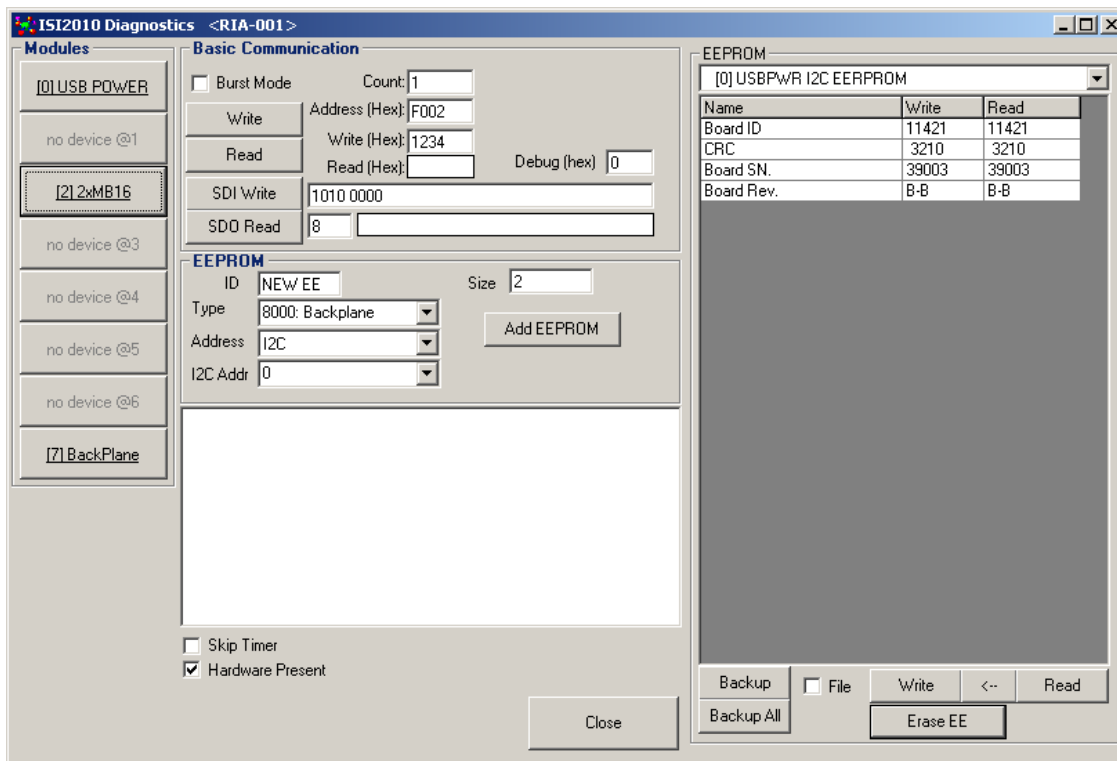 ISI2010 Diagnostics <RIA-001>
Modules
[0] USB POWER
no device @1
[2] 2xMB16
no device @3
no device @4
no device @5
no device @6
[7] BackPlane
Basic Communication
Burst Mode
Count: 1
Write
Address (Hex): F002
Write (Hex): 1234
Read
Read (Hex):
Debug (hex) 0
SDI Write 1010 0000
SDO Read 8
EEPROM
ID NEW EE
Size 2
Type 8000: Backplane
Add EEPROM
Address I2C
I2C Addr 0
Skip Timer
Hardware Present
Close
EEPROM
[0] USBPWR I2C EERPROM
Name Write Read
Board ID 11421 11421
CRC 3210 3210
Board SN. 39003 39003
Board Rev. B-B B-B
Backup
File
Write
<--
Read
Backup All
Erase EE